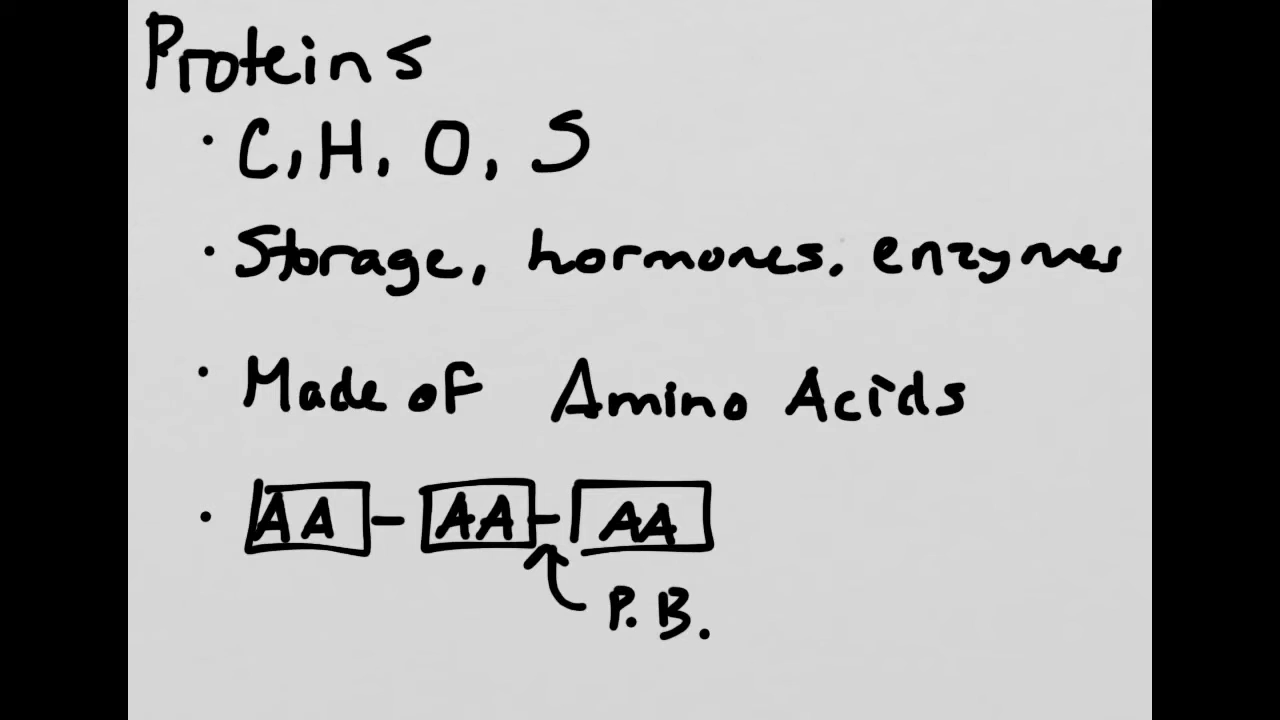 Proteins
· C, H, O, S
· Storage, hormones. enzymes
· Made of Amino Acids
· AA - AA - AA
P. B.